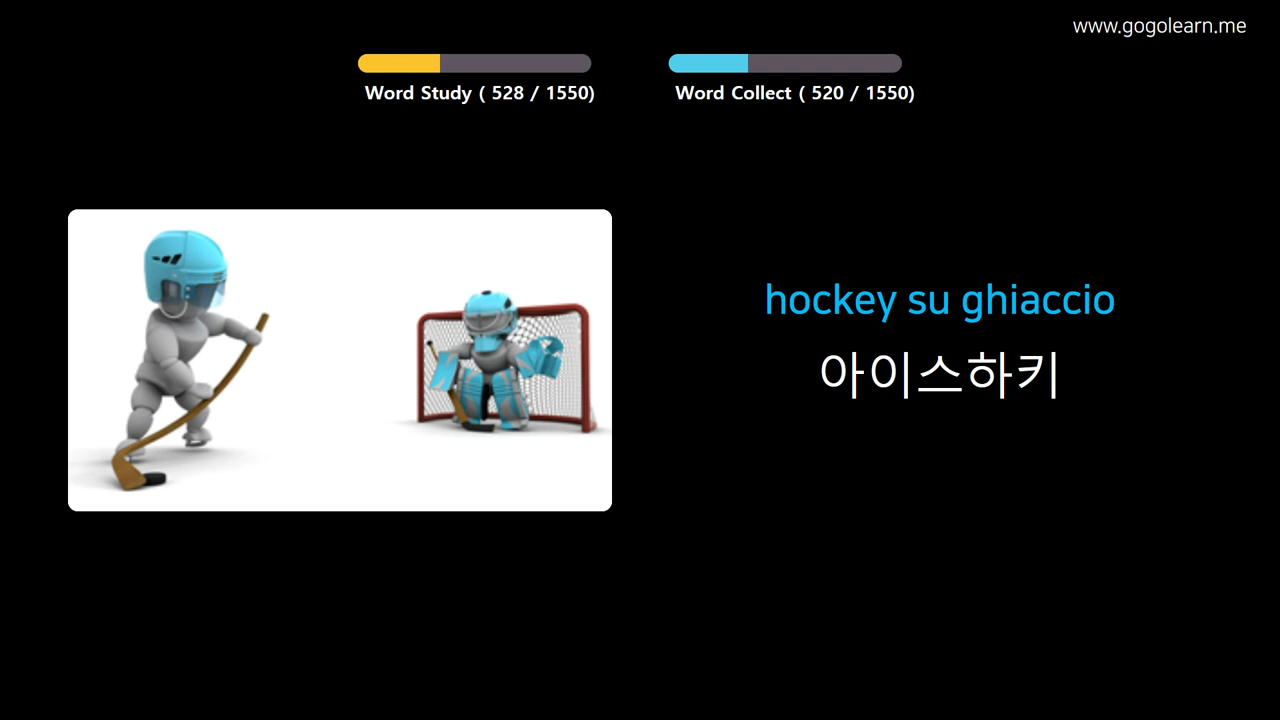 www.gogolearn.me
Word Study ( 528 / 1550)
Word Collect ( 520 / 1550)
hockey su ghiaccio
아이스하키